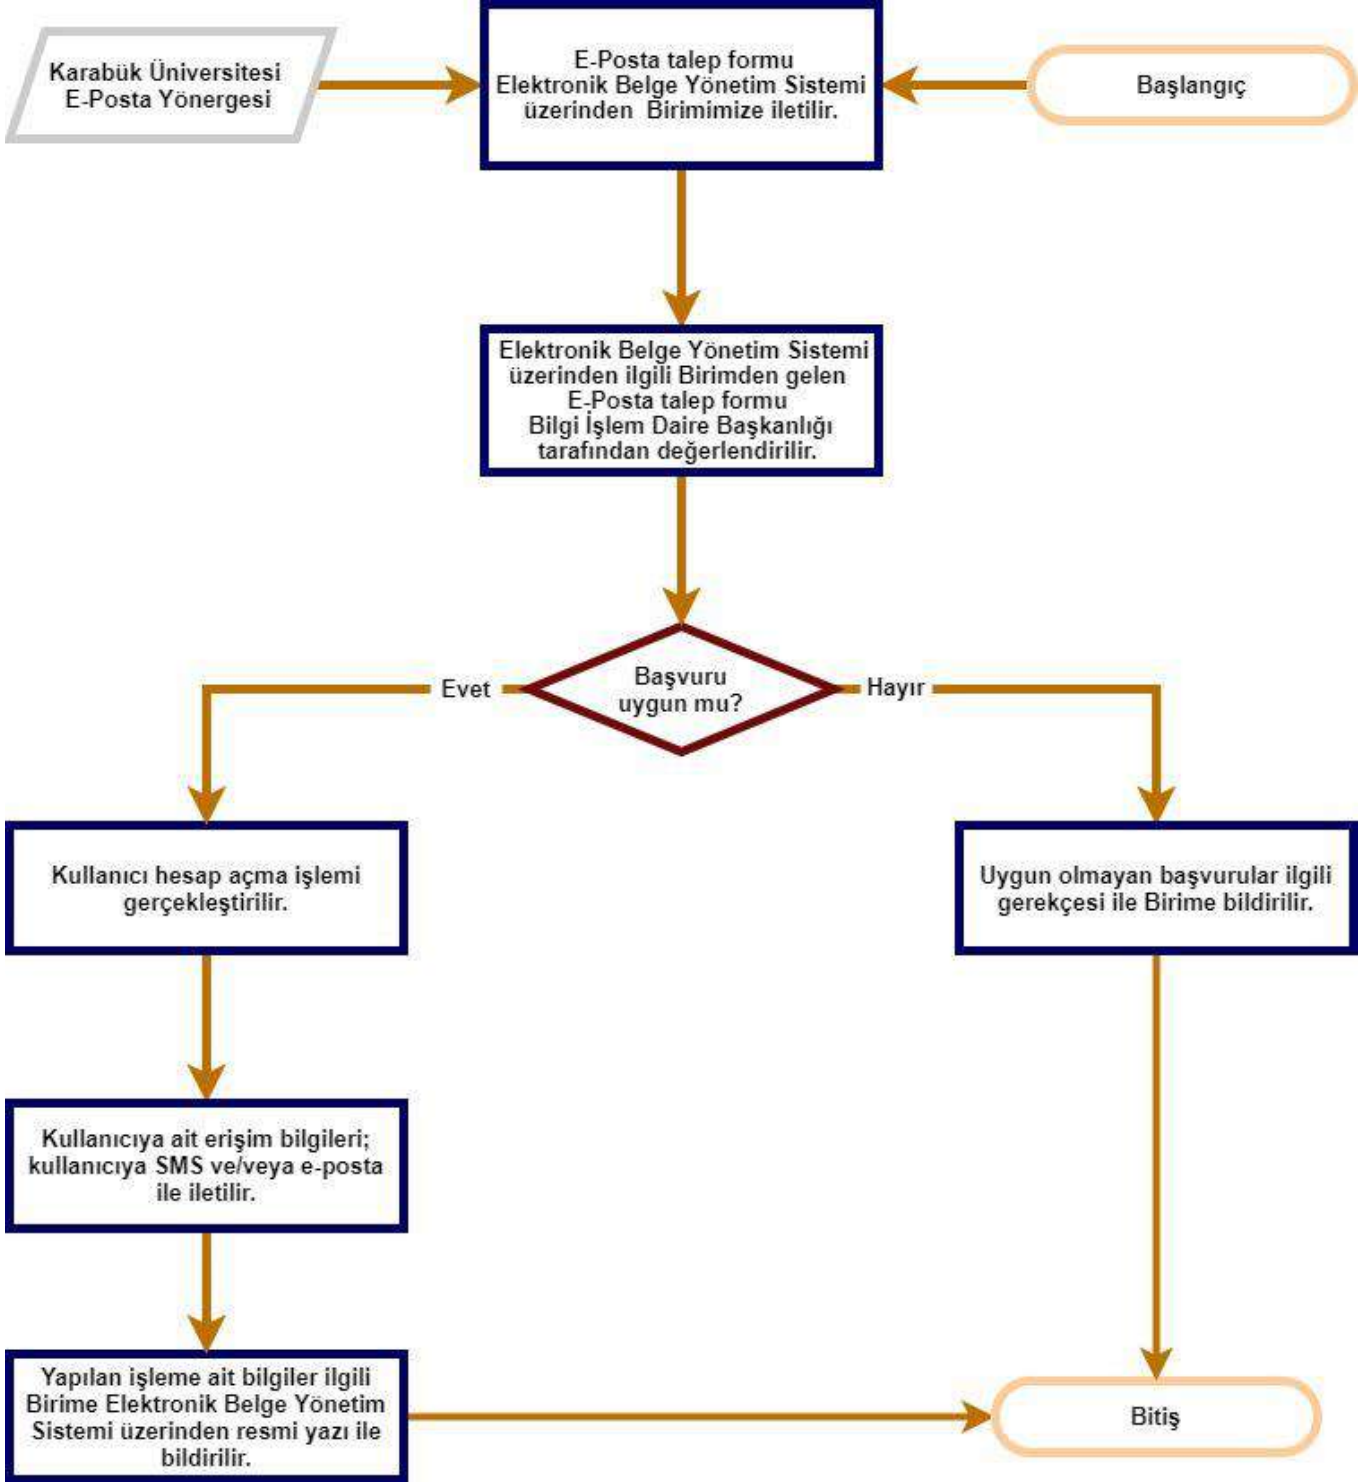 Karabük Üniversitesi
E-Posta Yönergesi
E-Posta talep formu
Elektronik Belge Yönetim Sistemi
üzerinden Birimimize iletilir.
Başlangıç
Elektronik Belge Yönetim Sistemi
üzerinden ilgili Birimden gelen
E-Posta talep formu
Bilgi İşlem Daire Başkanlığı
tarafından değerlendirilir.
Başvuru
uygun mu?
Evet
Hayır
Kullanıcı hesap açma işlemi
gerçekleştirilir.
Uygun olmayan başvurular ilgili
gerekçesi ile Birime bildirilir.
Kullanıcıya ait erişim bilgileri;
kullanıcıya SMS ve/veya e-posta
ile iletilir.
Yapılan işleme ait bilgiler ilgili
Birime Elektronik Belge Yönetim
Sistemi üzerinden resmi yazı ile
bildirilir.
Bitiş